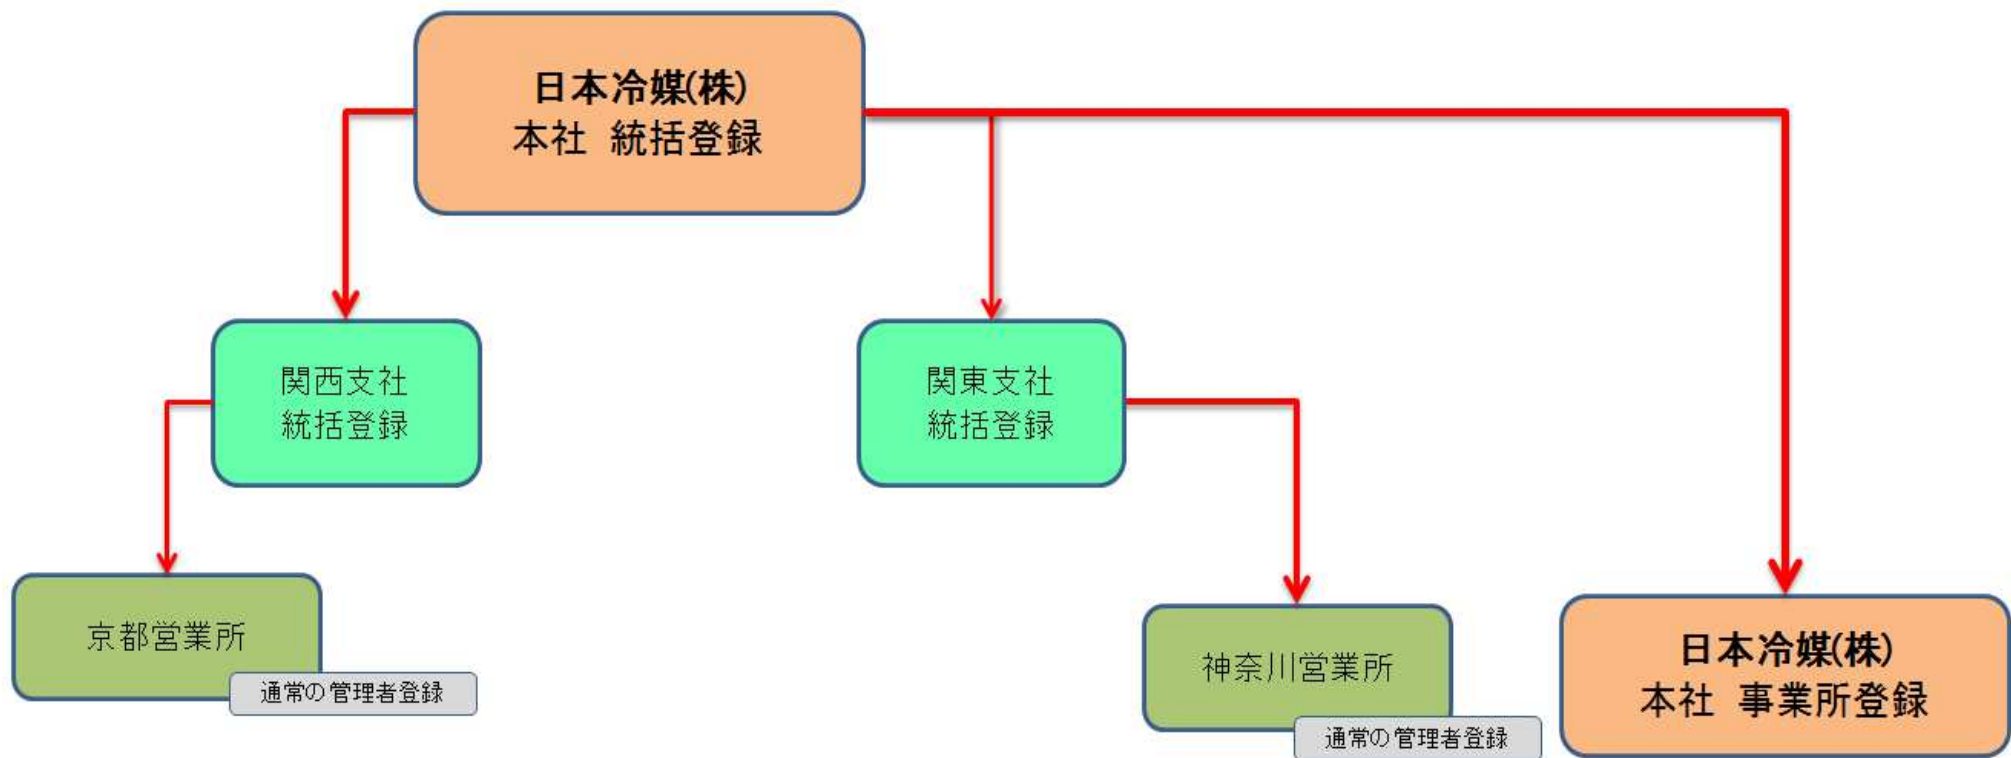 日本冷媒(株)
本社 統括登録
関西支社
統括登録
関東支社
統括登録
京都営業所
通常の管理者登録
神奈川営業所
通常の管理者登録
日本冷媒(株)
本社 事業所登録